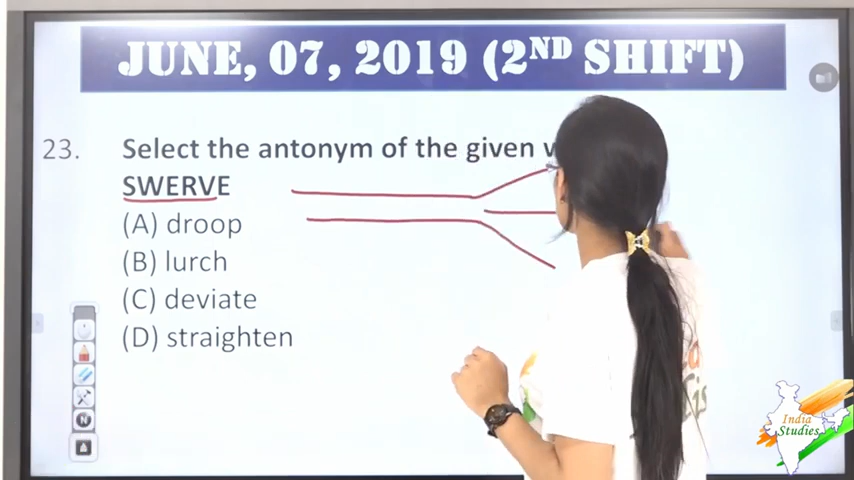 JUNE, 07, 2019 (2ND SHIFT)
23. Select the antonym of the given
SWERVE
(A) droop
(B) lurch
(C) deviate
(D) straighten
N
India
Studies